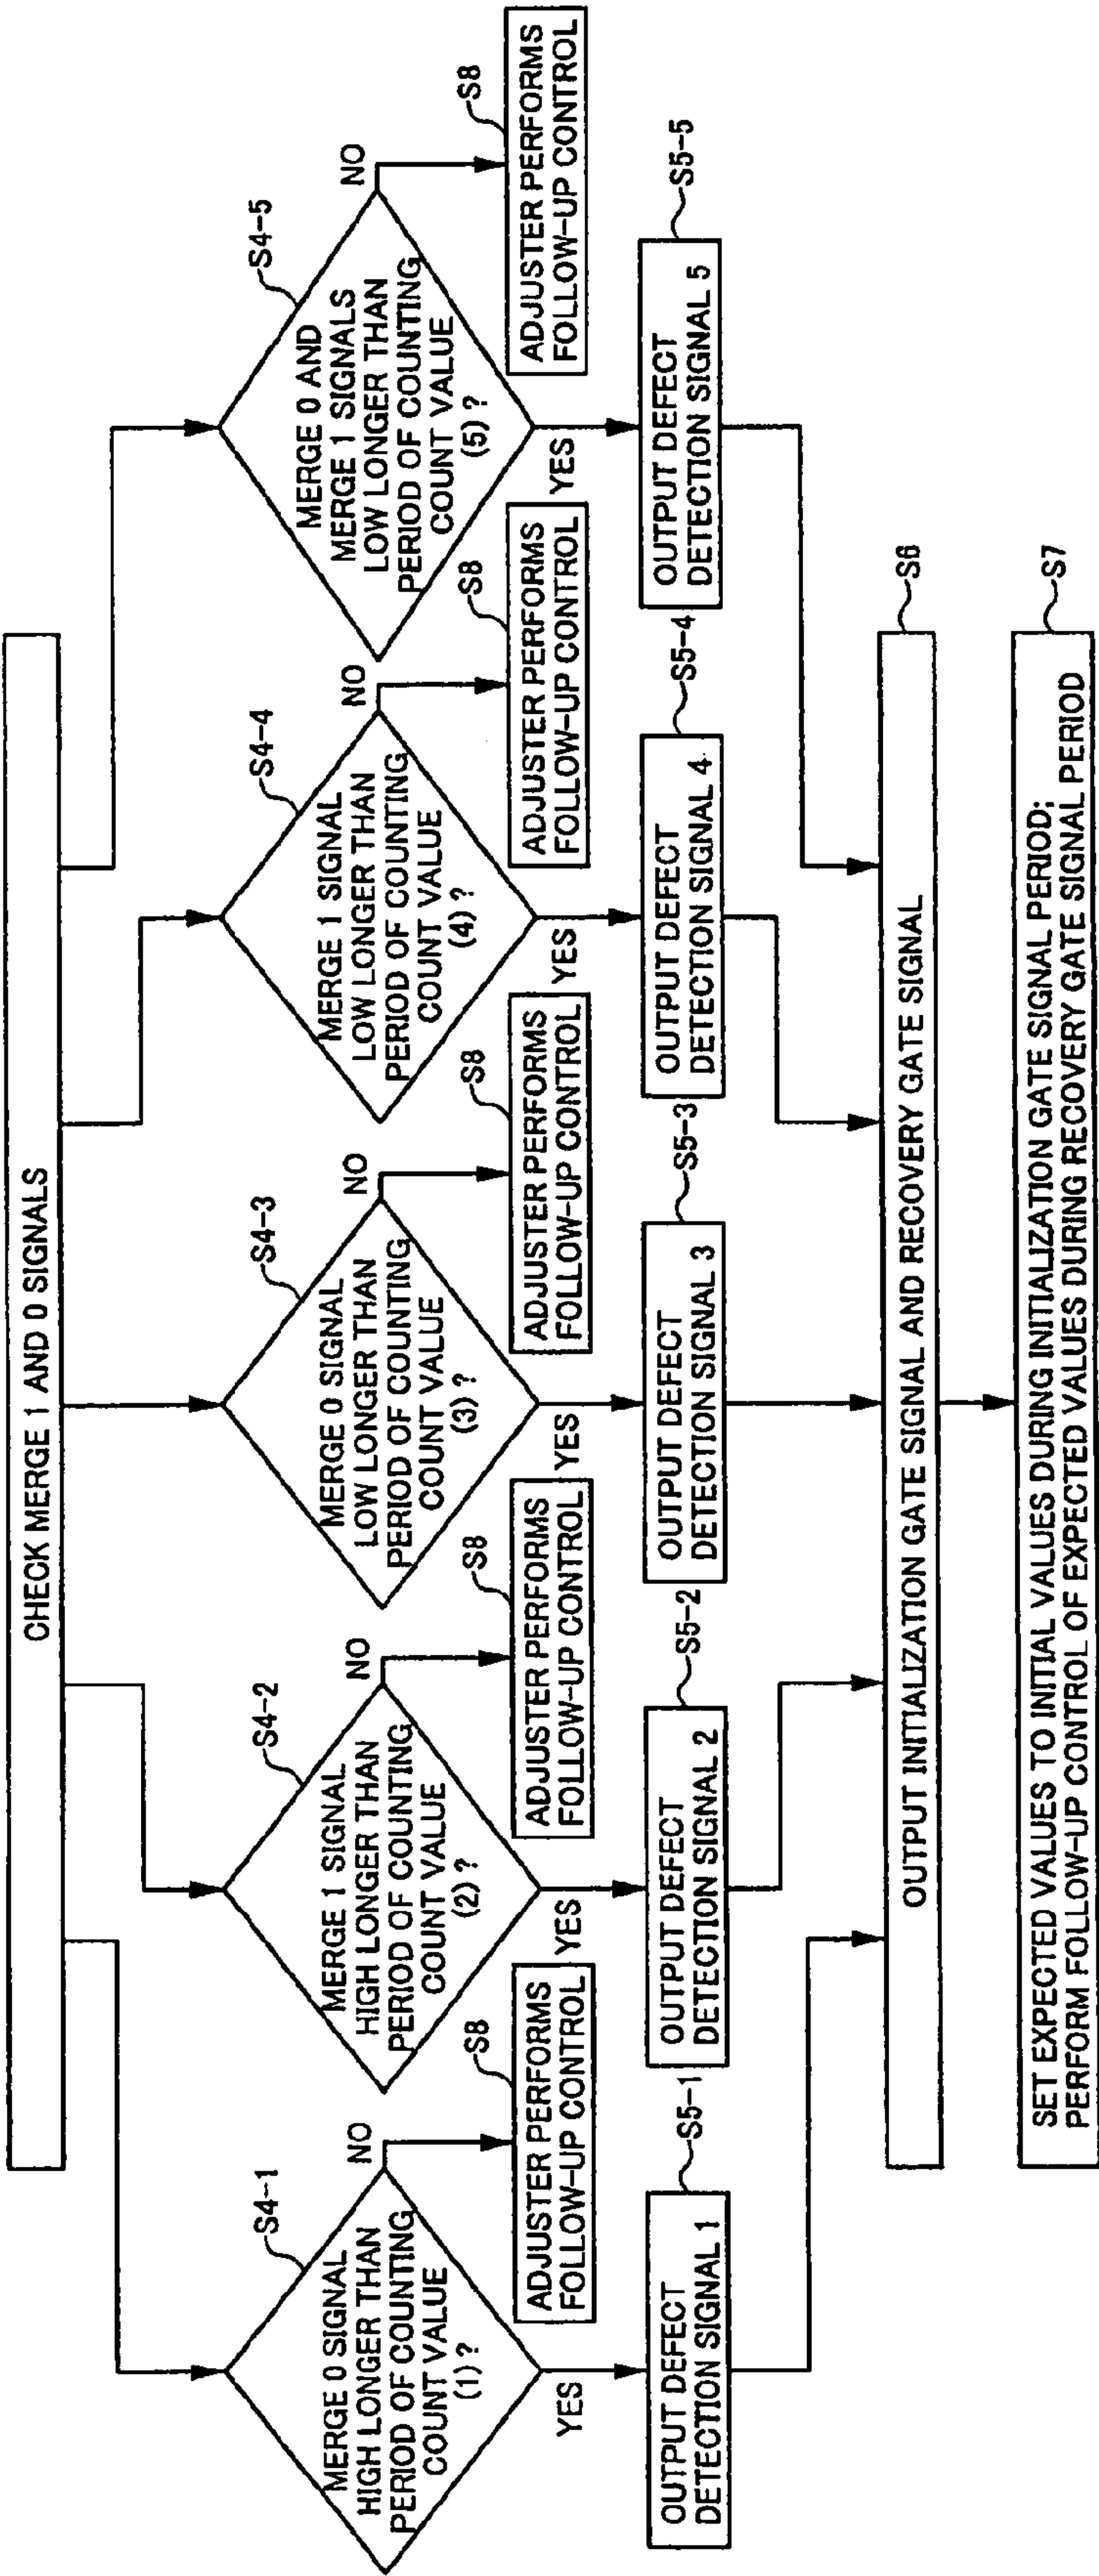 CHECK MERGE 1 AND 0 SIGNALS
S4-1
MERGE 0 SIGNAL
HIGH LONGER THAN
PERIOD OF COUNTING
COUNT VALUE
(1)?
NO
YES
S8
ADJUSTER PERFORMS
FOLLOW-UP CONTROL
S4-2
MERGE 1 SIGNAL
HIGH LONGER THAN
PERIOD OF COUNTING
COUNT VALUE
(2)?
NO
YES
S8
ADJUSTER PERFORMS
FOLLOW-UP CONTROL
S4-3
MERGE 0 SIGNAL
LOW LONGER THAN
PERIOD OF COUNTING
COUNT VALUE
(3)?
NO
YES
S8
ADJUSTER PERFORMS
FOLLOW-UP CONTROL
S4-4
MERGE 1 SIGNAL
LOW LONGER THAN
PERIOD OF COUNTING
COUNT VALUE
(4)?
NO
YES
S8
ADJUSTER PERFORMS
FOLLOW-UP CONTROL
S4-5
MERGE 0 AND
MERGE 1 SIGNALS
LOW LONGER THAN
PERIOD OF COUNTING
COUNT VALUE
(5)?
NO
YES
S8
ADJUSTER PERFORMS
FOLLOW-UP CONTROL
S5-1
OUTPUT DEFECT
DETECTION SIGNAL 1
S5-2
OUTPUT DEFECT
DETECTION SIGNAL 2
S5-3
OUTPUT DEFECT
DETECTION SIGNAL 3
S5-4
OUTPUT DEFECT
DETECTION SIGNAL 4
S5-5
OUTPUT DEFECT
DETECTION SIGNAL 5
S6
OUTPUT INITIALIZATION GATE SIGNAL AND RECOVERY GATE SIGNAL
S7
SET EXPECTED VALUES TO INITIAL VALUES DURING INITIALIZATION GATE SIGNAL PERIOD;
PERFORM FOLLOW-UP CONTROL OF EXPECTED VALUES DURING RECOVERY GATE SIGNAL PERIOD